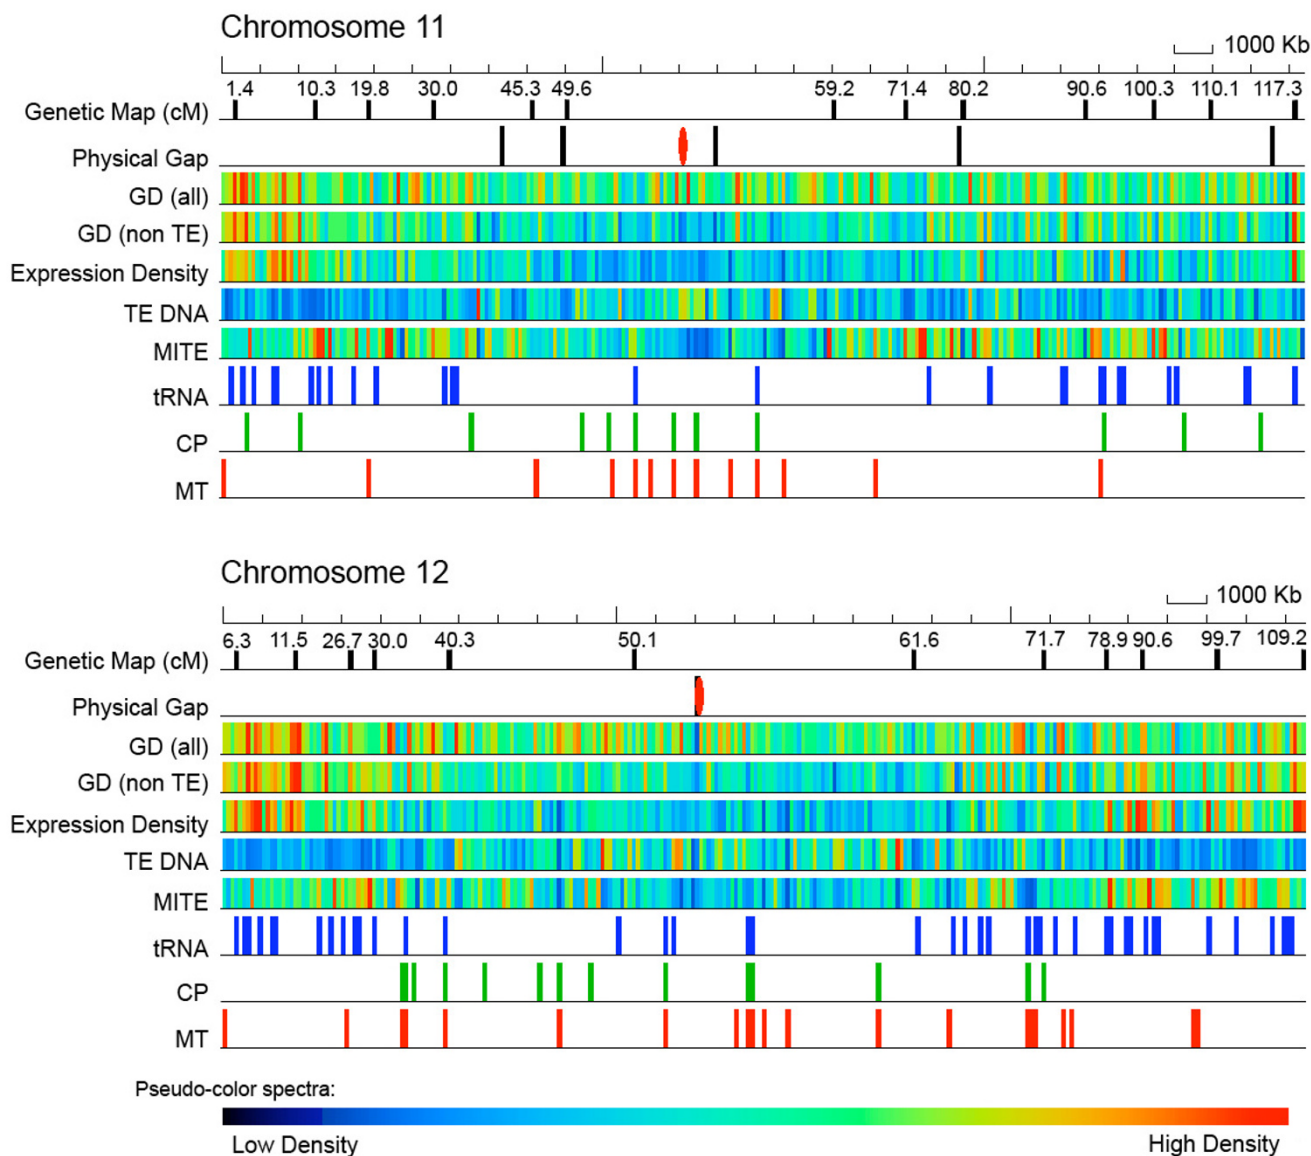 Chromosome 11
1000 Kb
1.4 10.3 19.8 30.0 45.3 49.6 59.2 71.4 80.2 90.6 100.3 110.1 117.3
Genetic Map (cM)
Physical Gap
GD (all)
GD (non TE)
Expression Density
TE DNA
MITE
tRNA
CP
MT
Chromosome 12
1000 Kb
6.3 11.5 26.7 30.0 40.3 50.1 61.6 71.7 78.9 90.6 99.7 109.2
Genetic Map (cM)
Physical Gap
GD (all)
GD (non TE)
Expression Density
TE DNA
MITE
tRNA
CP
MT
Pseudo-color spectra:
Low Density High Density